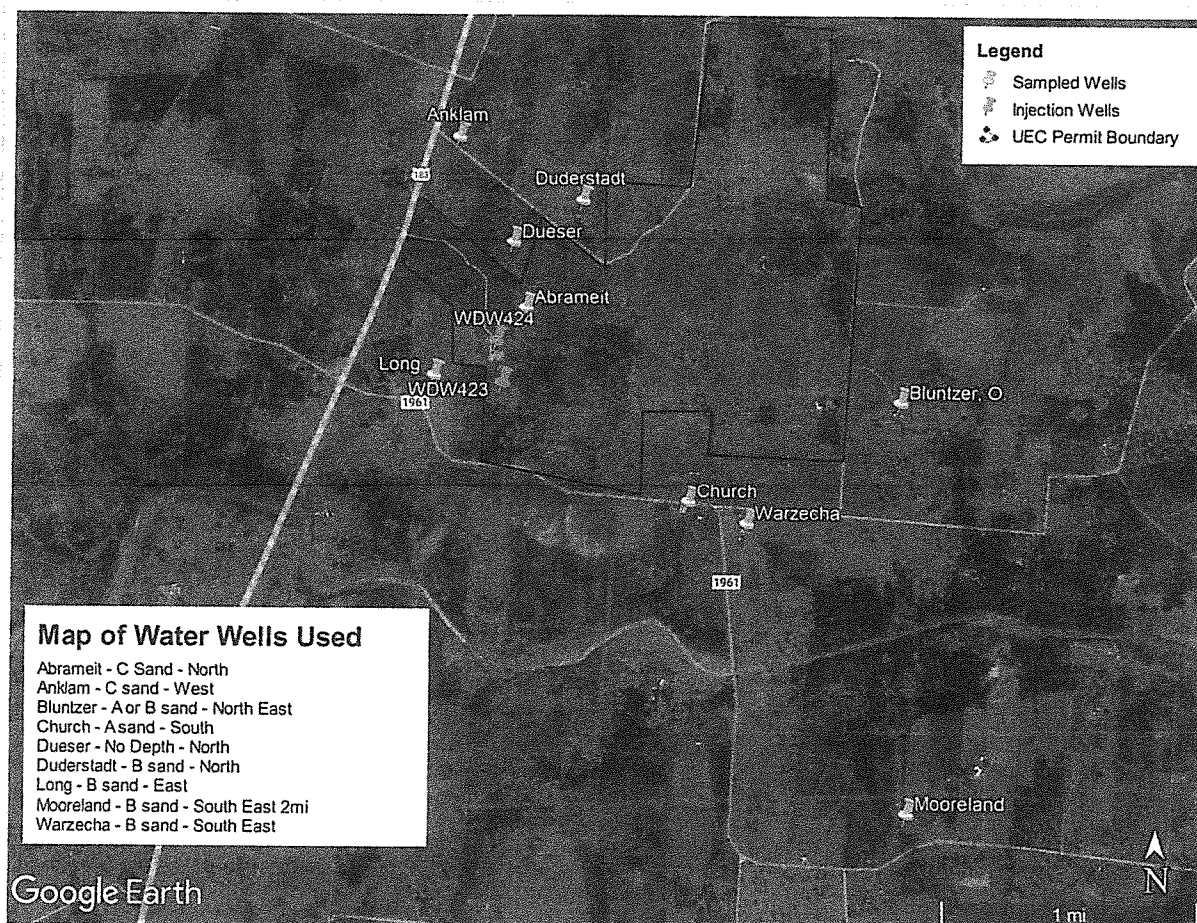 Legend
Sampled Wells
Injection Wells
UEC Permit Boundary
Anklam
183
Duderstadt
Dueser
Abrameit
WDW424
Long
WDW423
1961
Bluntzer, O.
Church
Warzecha
1961
Map of Water Wells Used
Abrameit - C Sand - North
Anklam - C sand - West
Bluntzer - A or B sand - North East
Church - A sand - South
Dueser - No Depth - North
Duderstadt - B sand - North
Long - B sand - East
Mooreland - B sand - South East 2mi
Warzecha - B sand - South East
Mooreland
Google Earth
N
1 mi